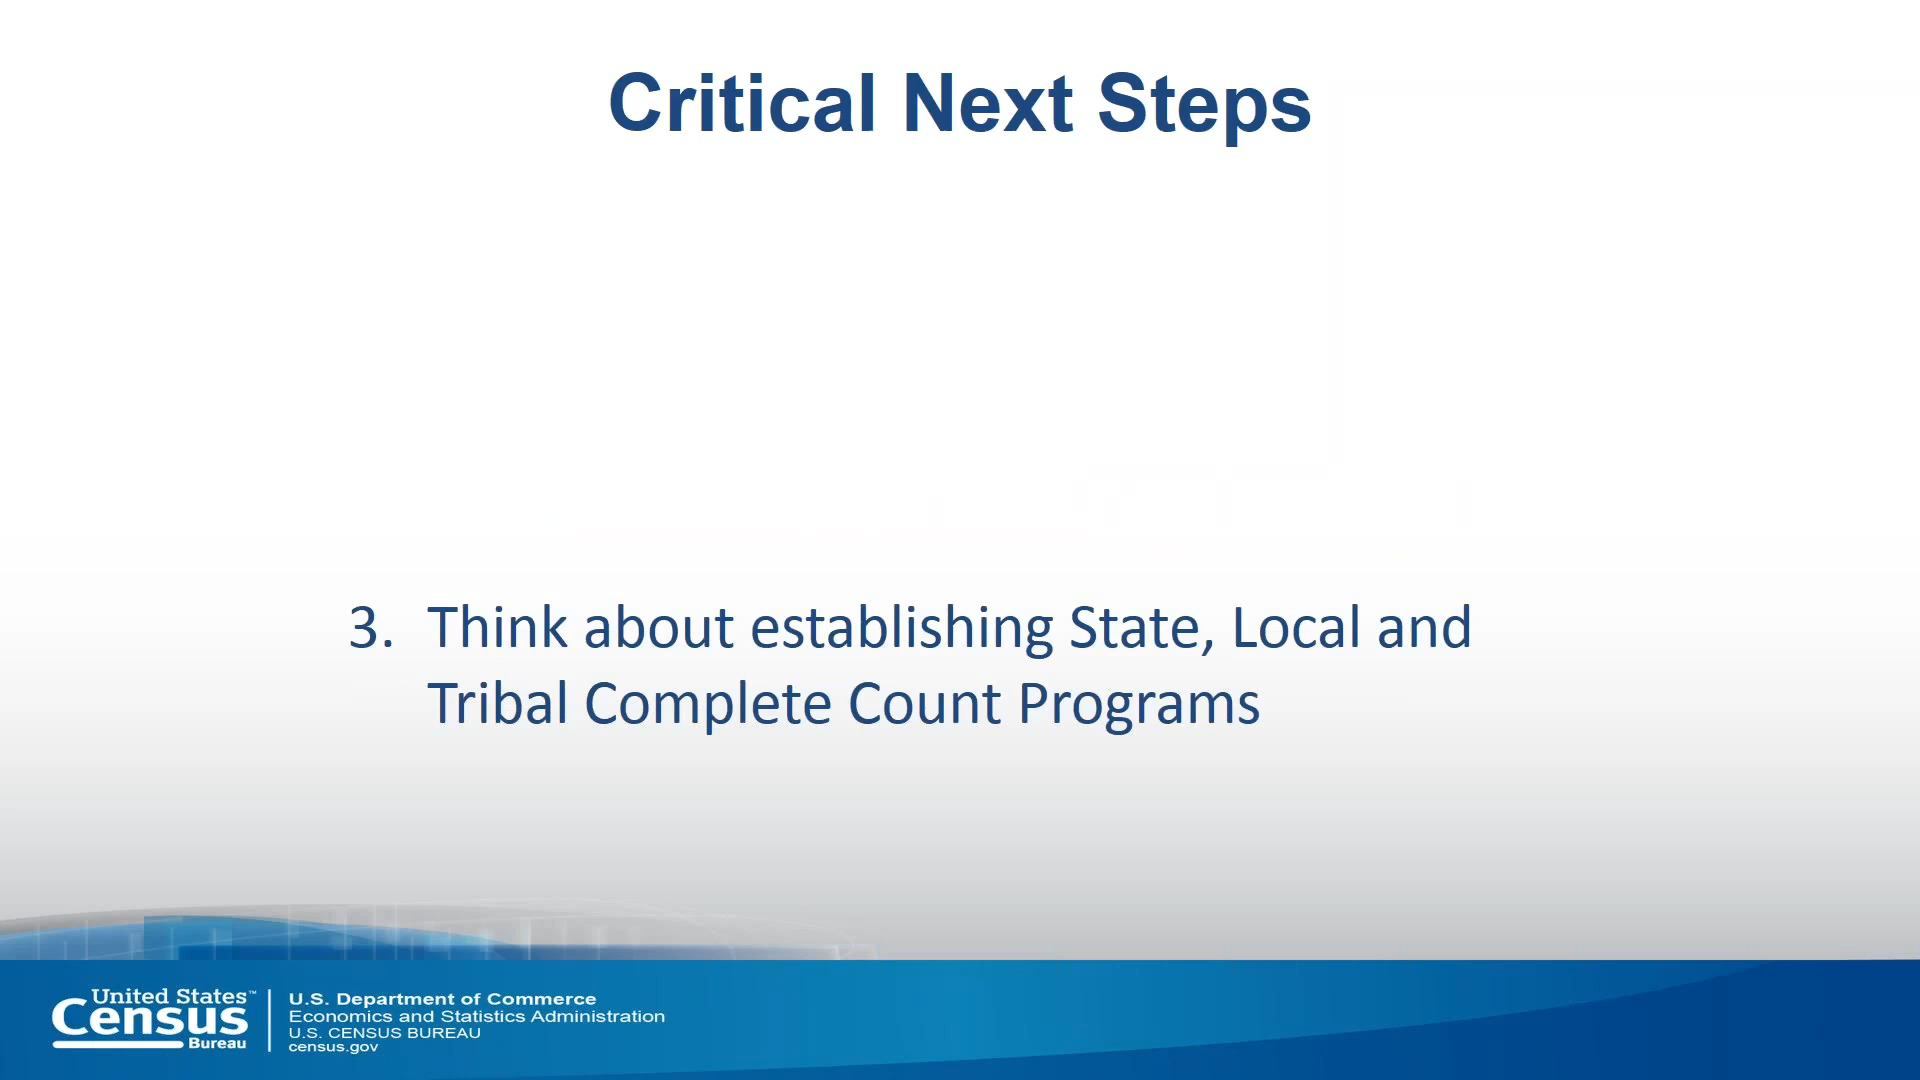 Critical Next Steps
3. Think about establishing State, Local and
Tribal Complete Count Programs
United States™
Census
Bureau
U.S. Department of Commerce
Economics and Statistics Administration
U.S. CENSUS BUREAU
census.gov